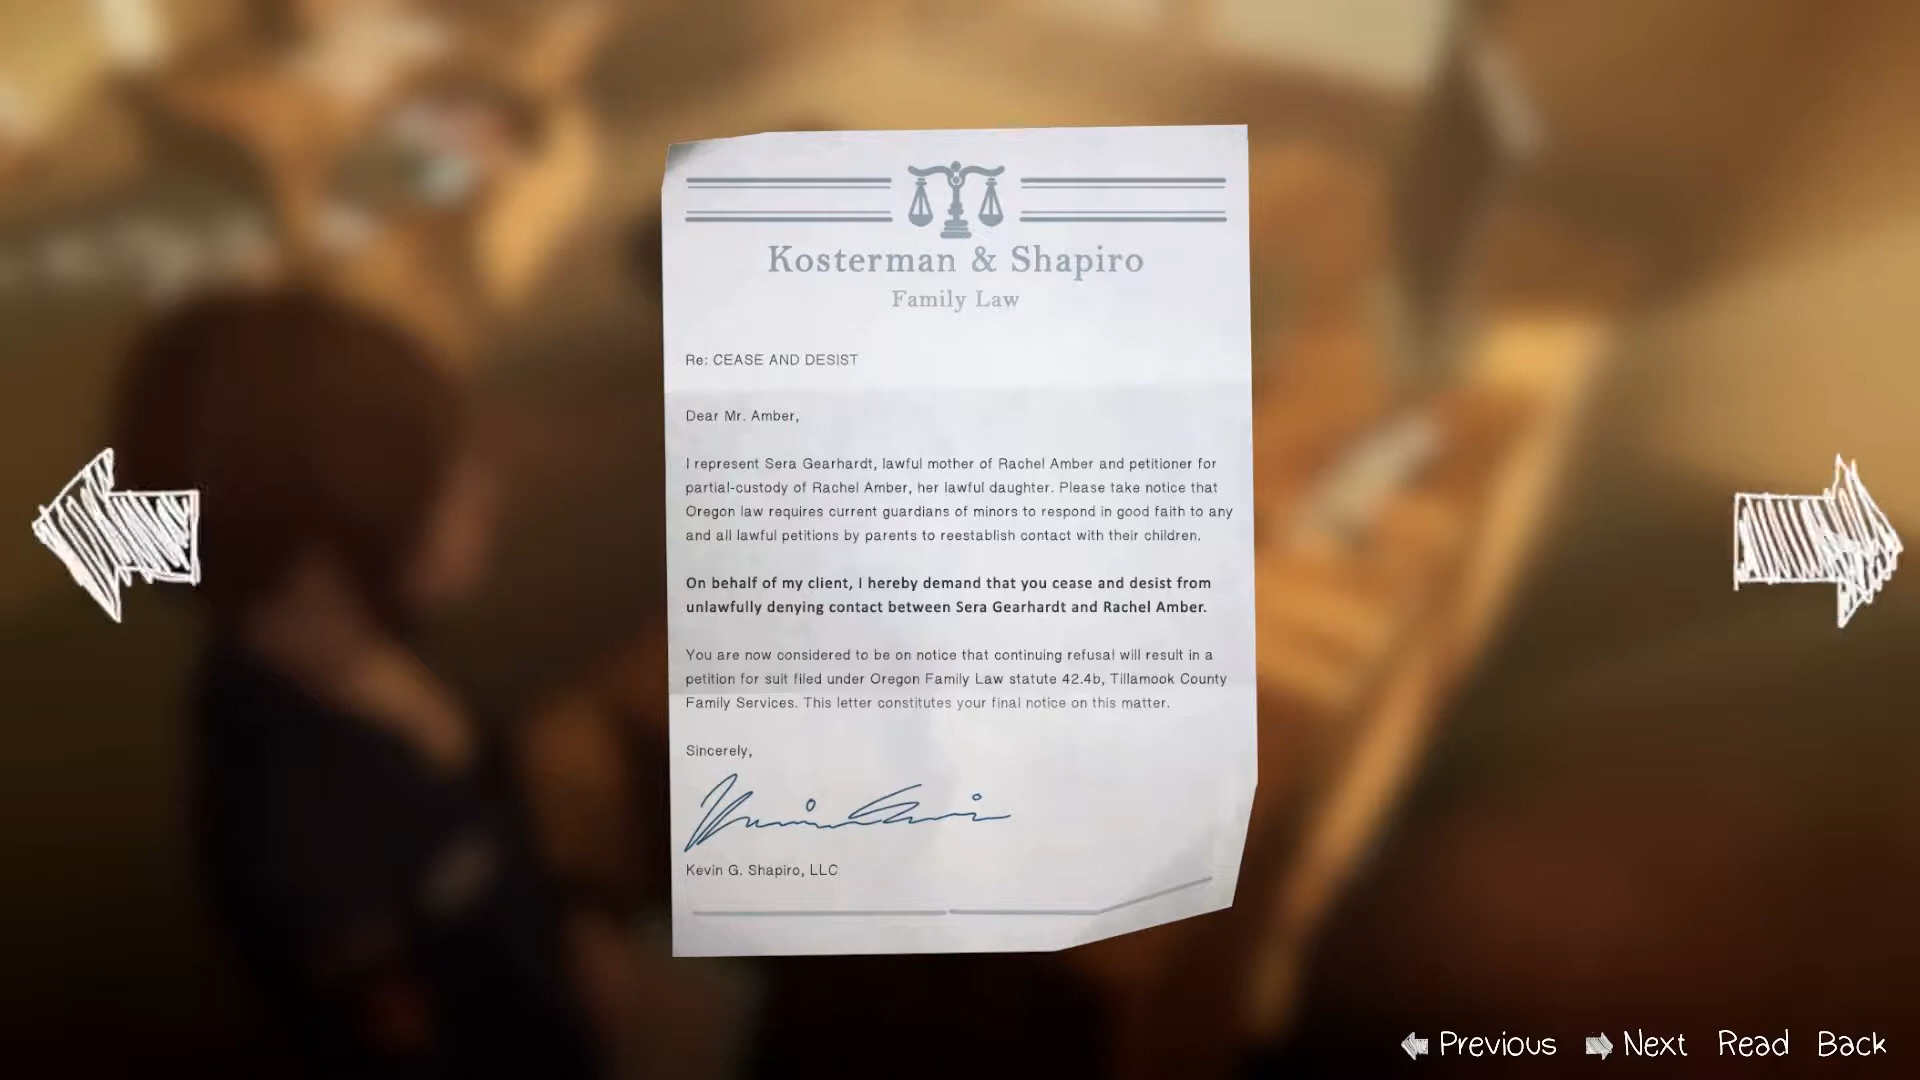 Kosterman & Shapiro
Family Law
Re: CEASE AND DESIST
Dear Mr. Amber,
I represent Sera Gearhardt, lawful mother of Rachel Amber and petitioner for
partial-custody of Rachel Amber, her lawful daughter. Please take notice that
Oregon law requires current guardians of minors to respond in good faith to any
and all lawful petitions by parents to reestablish contact with their children.
On behalf of my client, I hereby demand that you cease and desist from
unlawfully denying contact between Sera Gearhardt and Rachel Amber.
You are now considered to be on notice that continuing refusal will result in a
petition for suit filed under Oregon Family Law statute 42.4b, Tillamook County
Family Services. This letter constitutes your final notice on this matter.
Sincerely,
Kevin G. Shapiro, LLC
Previous Next Read Back